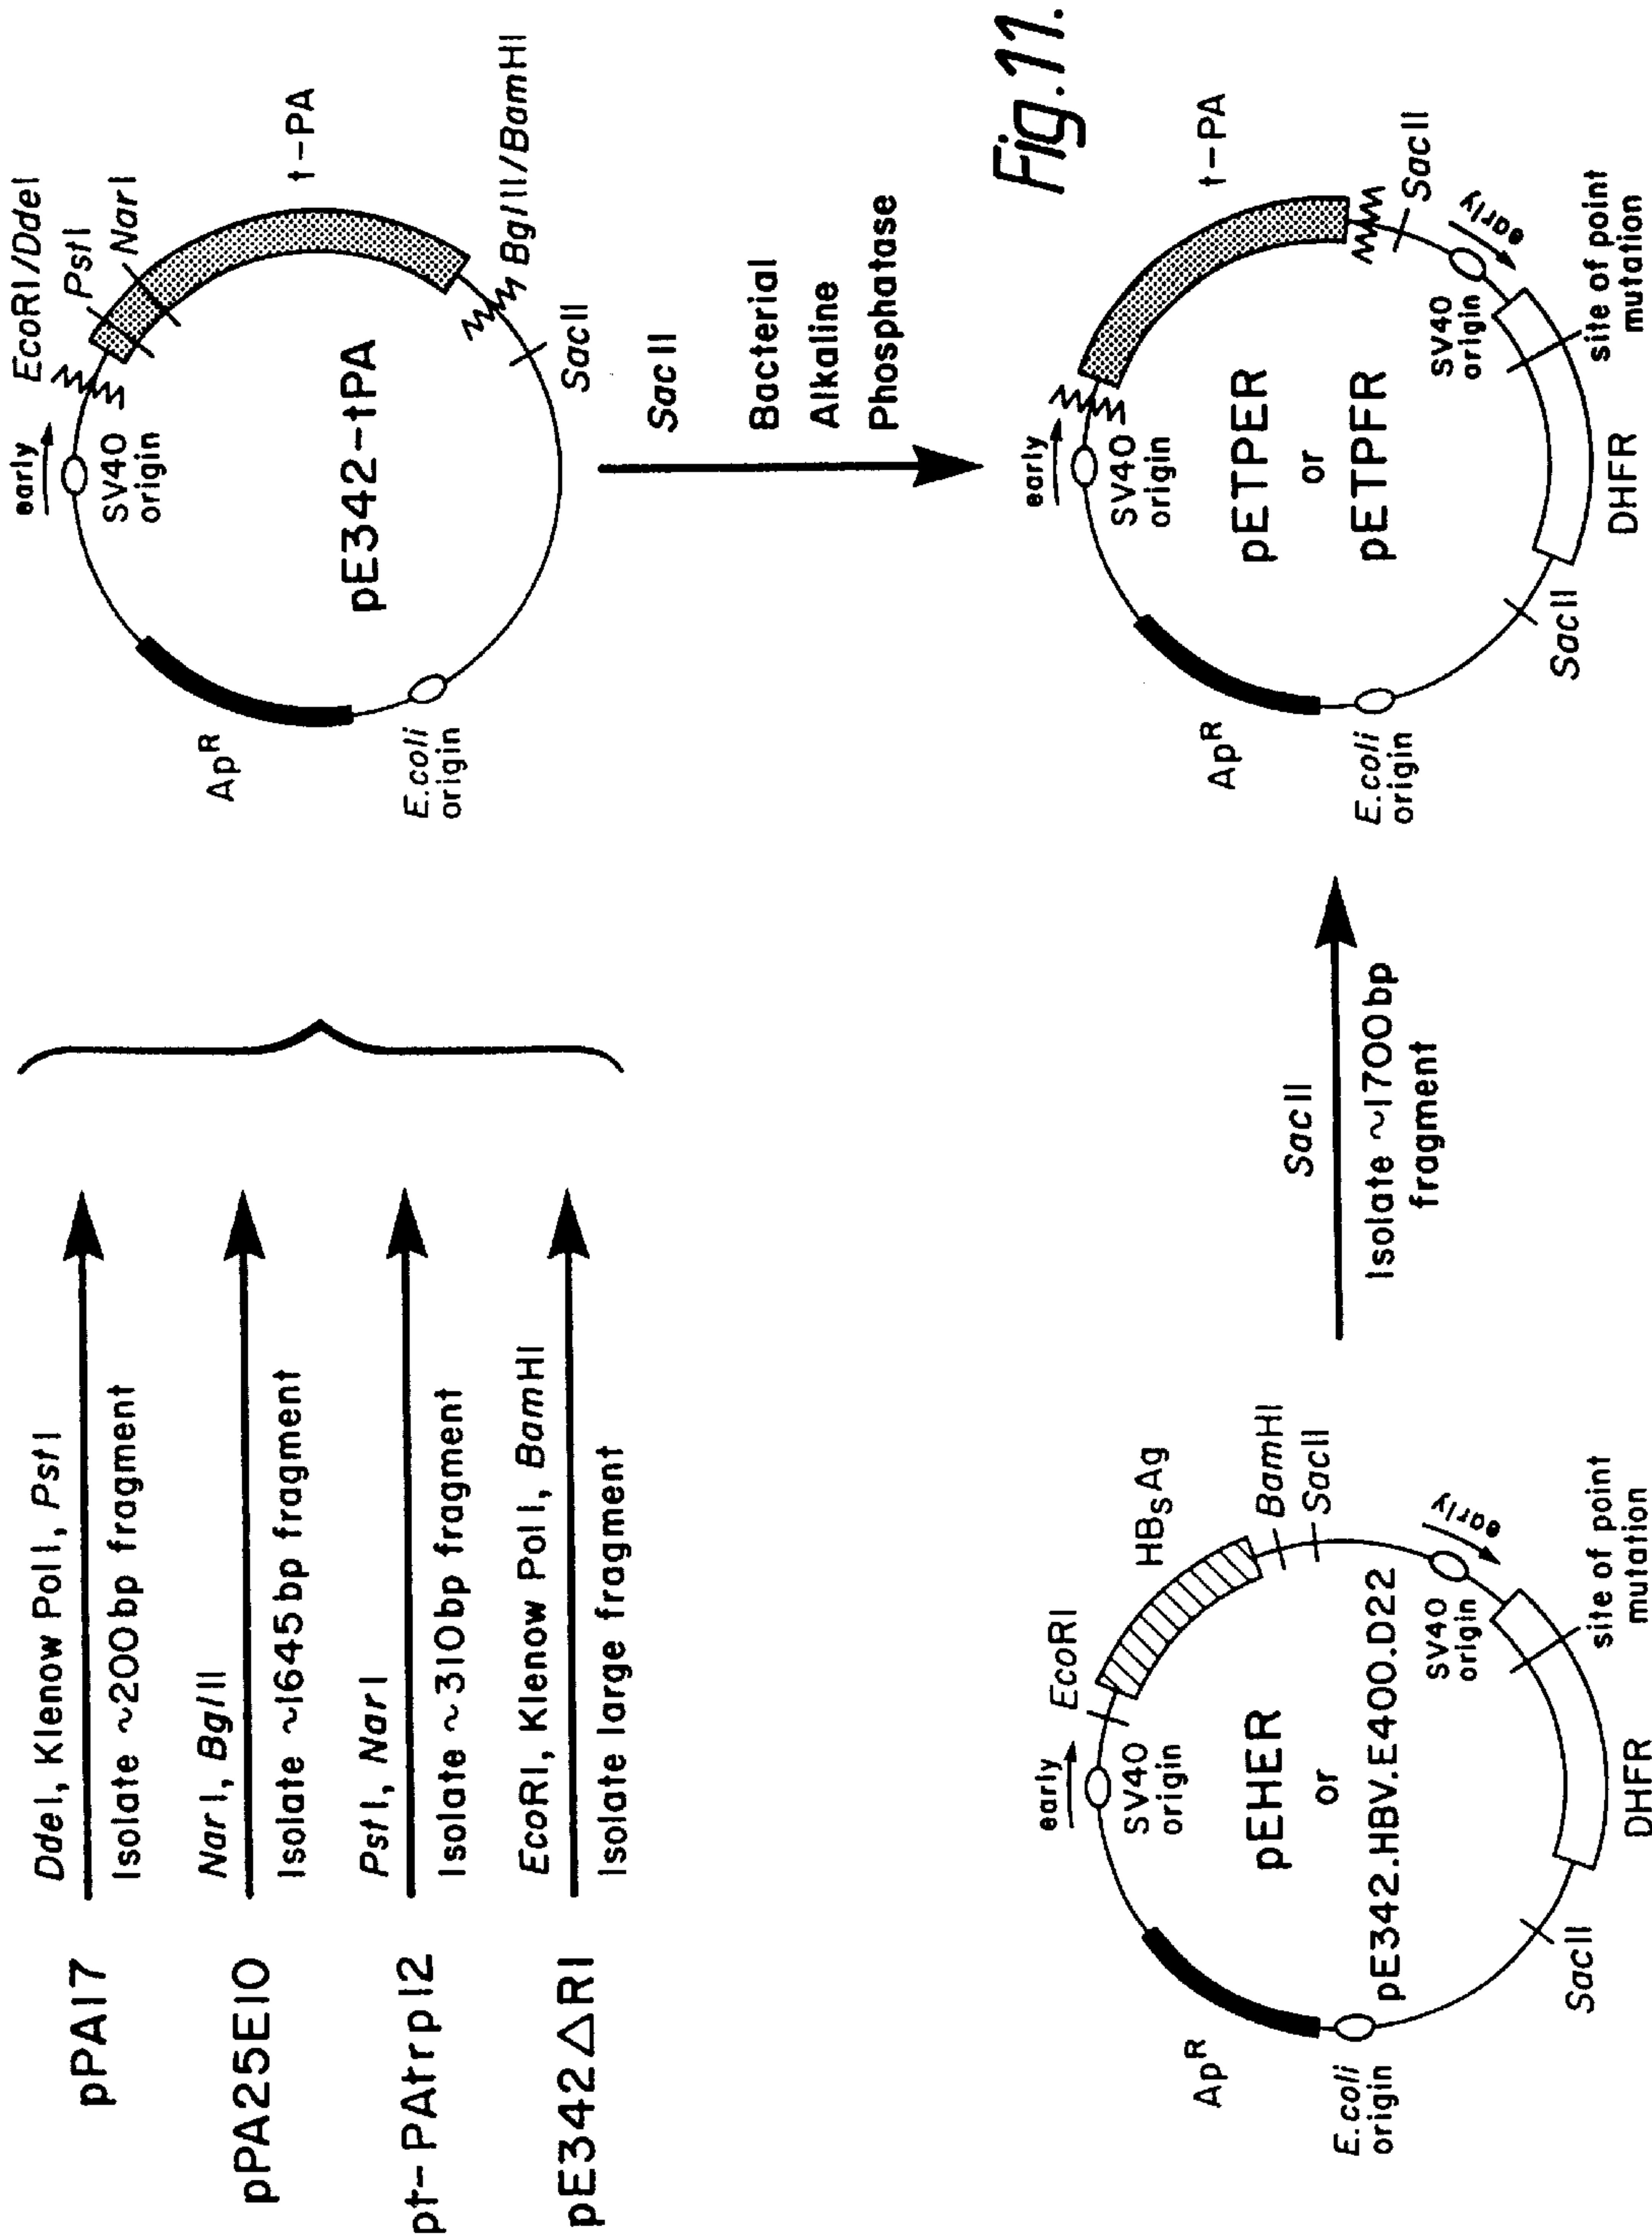 pPA17
DdeI, Klenow PolI, PstI
Isolate ~200bp fragment
pPA25E10
NarI, BglII
Isolate ~1645bp fragment
pt-PAtrp12
PstI, NarI
Isolate ~310bp fragment
pE342ΔRI
EcoRI, Klenow PolI, BamHI
Isolate large fragment
early
EcoRI/DdeI
PstI
NarI
SV40
origin
t-PA
Ap^R
pE342-tPA
BglII/BamHI
E.coli
origin
SacII
SacII
Bacterial
Alkaline
Phosphatase
Fig.11.
early
EcoRI
SV40
origin
HBsAg
BamHI
SacII
Ap^R
pEHER
or
pE342.HBV.E400.D22
early
SV40
origin
E.coli
origin
SacII
site of point
mutation
DHFR
SacII
Isolate ~1700bp
fragment
early
SV40
origin
t-PA
Ap^R
pETPER
or
pETPFR
SacII
early
SV40
origin
E.coli
origin
SacII
site of point
mutation
DHFR